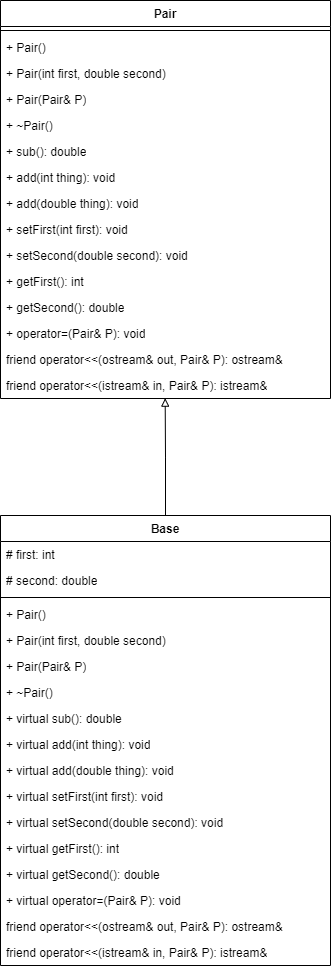 Pair
+ Pair()
+ Pair(int first, double second)
+ Pair(Pair& P)
+ ~Pair()
+ sub(): double
+ add(int thing): void
+ add(double thing): void
+ setFirst(int first): void
+ setSecond(double second): void
+ getFirst(): int
+ getSecond(): double
+ operator=(Pair& P): void
friend operator<<(ostream& out, Pair& P): ostream&
friend operator<<(istream& in, Pair& P): istream&
Base
# first: int
# second: double
+ Pair()
+ Pair(int first, double second)
+ Pair(Pair& P)
+ ~Pair()
+ virtual sub(): double
+ virtual add(int thing): void
+ virtual add(double thing): void
+ virtual setFirst(int first): void
+ virtual setSecond(double second): void
+ virtual getFirst(): int
+ virtual getSecond(): double
+ virtual operator=(Pair& P): void
friend operator<<(ostream& out, Pair& P): ostream&
friend operator<<(istream& in, Pair& P): istream&